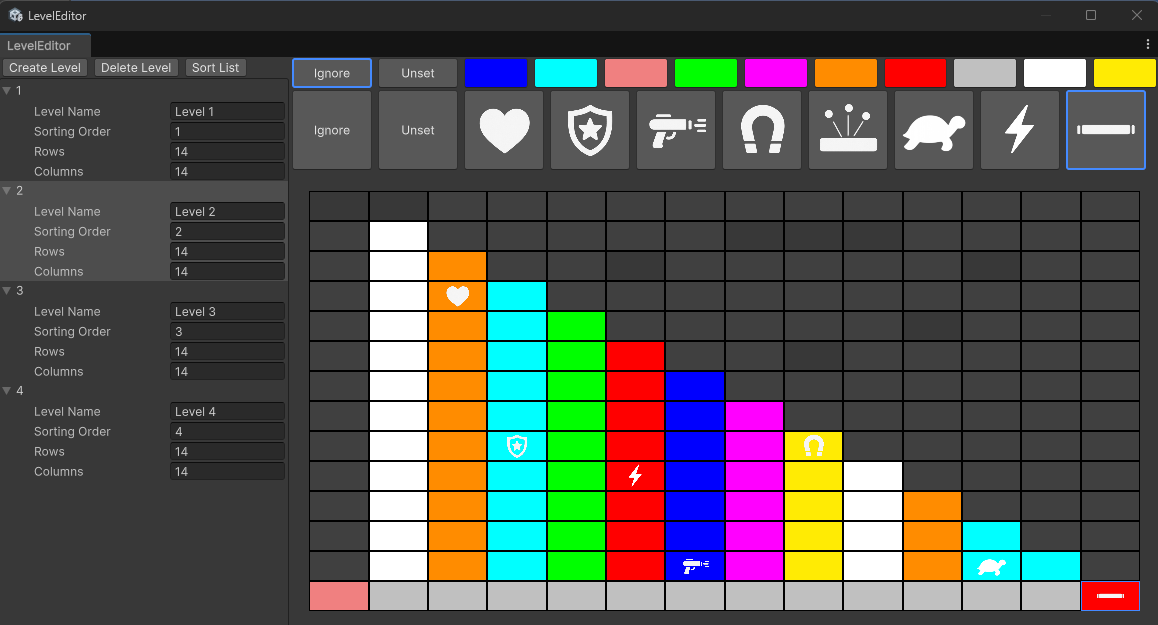 LevelEditor
LevelEditor
Create Level Delete Level Sort List
Ignore Unset
Ignore Unset
1
Level Name Level 1
Sorting Order 1
Rows 14
Columns 14
2
Level Name Level 2
Sorting Order 2
Rows 14
Columns 14
3
Level Name Level 3
Sorting Order 3
Rows 14
Columns 14
4
Level Name Level 4
Sorting Order 4
Rows 14
Columns 14